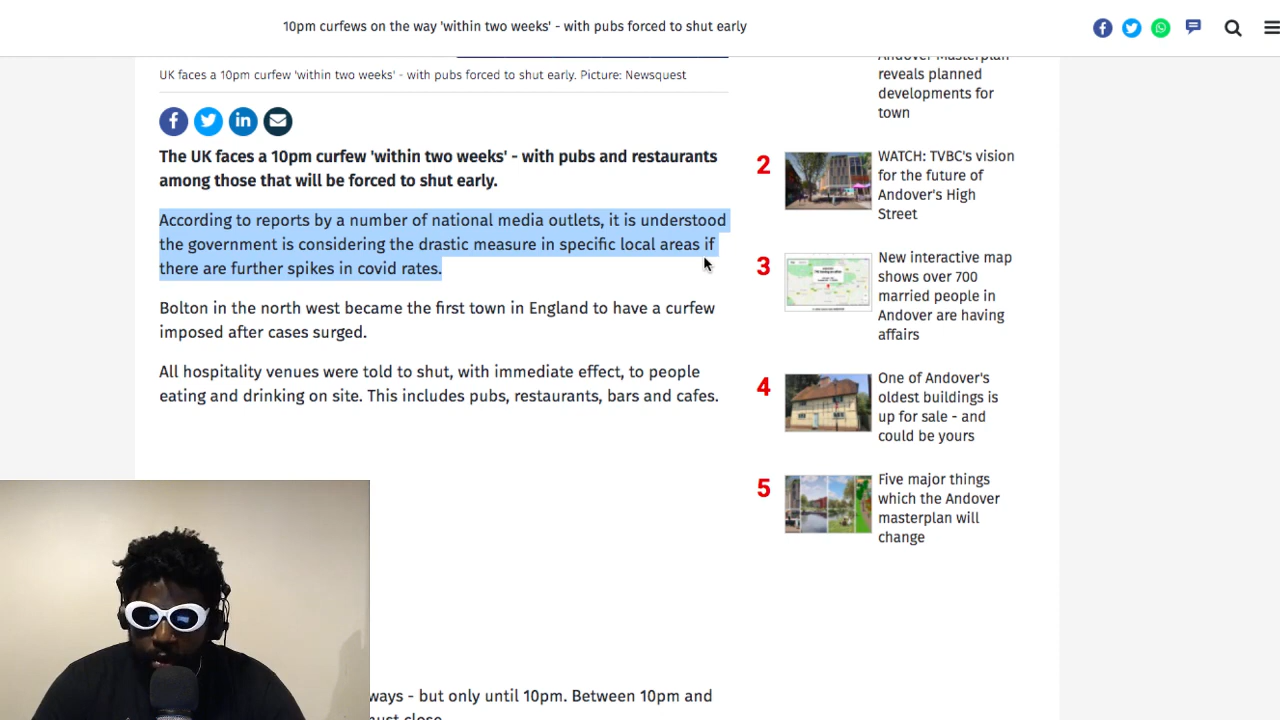 10pm curfews on the way 'within two weeks' - with pubs forced to shut early
UK faces a 10pm curfew 'within two weeks' - with pubs forced to shut early. Picture: Newsquest
The UK faces a 10pm curfew 'within two weeks' - with pubs and restaurants
among those that will be forced to shut early.
According to reports by a number of national media outlets, it is understood
the government is considering the drastic measure in specific local areas if
there are further spikes in covid rates.
Bolton in the north west became the first town in England to have a curfew
imposed after cases surged.
All hospitality venues were told to shut, with immediate effect, to people
eating and drinking on site. This includes pubs, restaurants, bars and cafes.
ways - but only until 10pm. Between 10pm and
must close.
Andover Masterplan
reveals planned
developments for
town
2
WATCH: TVBC's vision
for the future of
Andover's High
Street
3
New interactive map
shows over 700
married people in
Andover are having
affairs
4
One of Andover's
oldest buildings is
up for sale - and
could be yours
5
Five major things
which the Andover
masterplan will
change